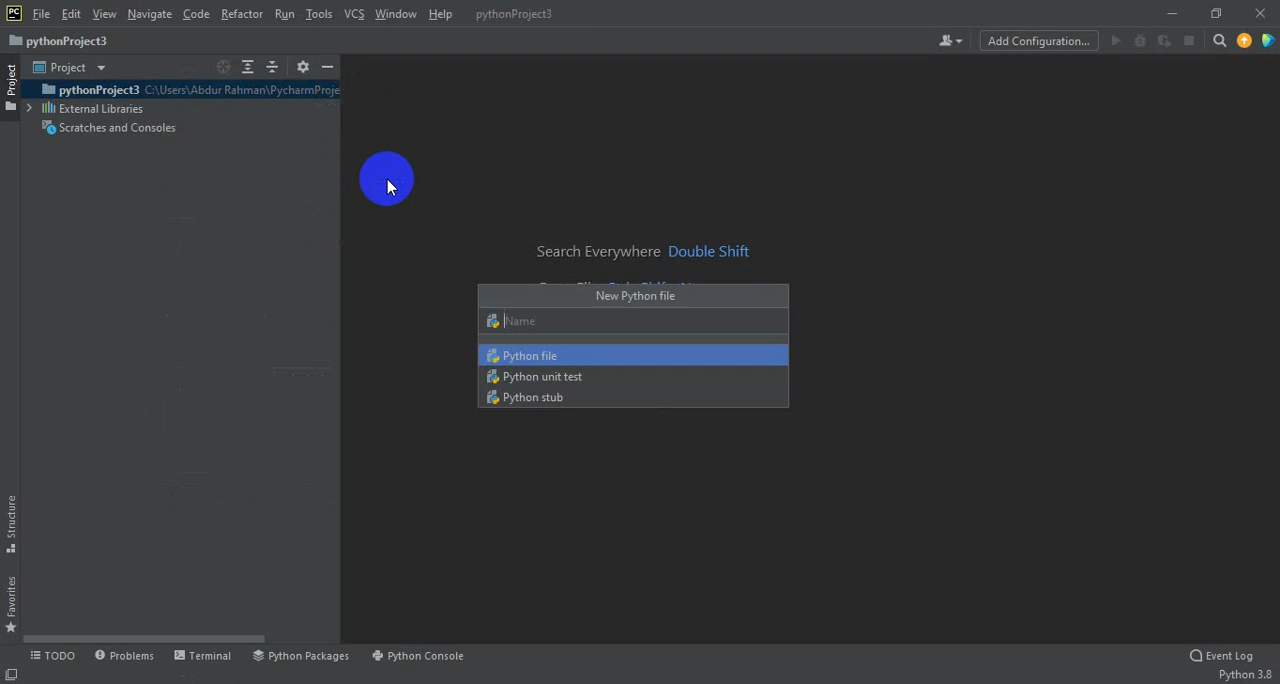 PC File Edit View Navigate Code Refactor Run Tools VCS Window Help pythonProject3
pythonProject3 Add Configuration...
Project
Project
pythonProject3 C:\Users\Abdur Rahman\PycharmProje
External Libraries
Scratches and Consoles
Search Everywhere Double Shift
New Python file
Name
Python file
Python unit test
Python stub
Structure
Favorites
TODO Problems Terminal Python Packages Python Console Event Log
Python 3.8